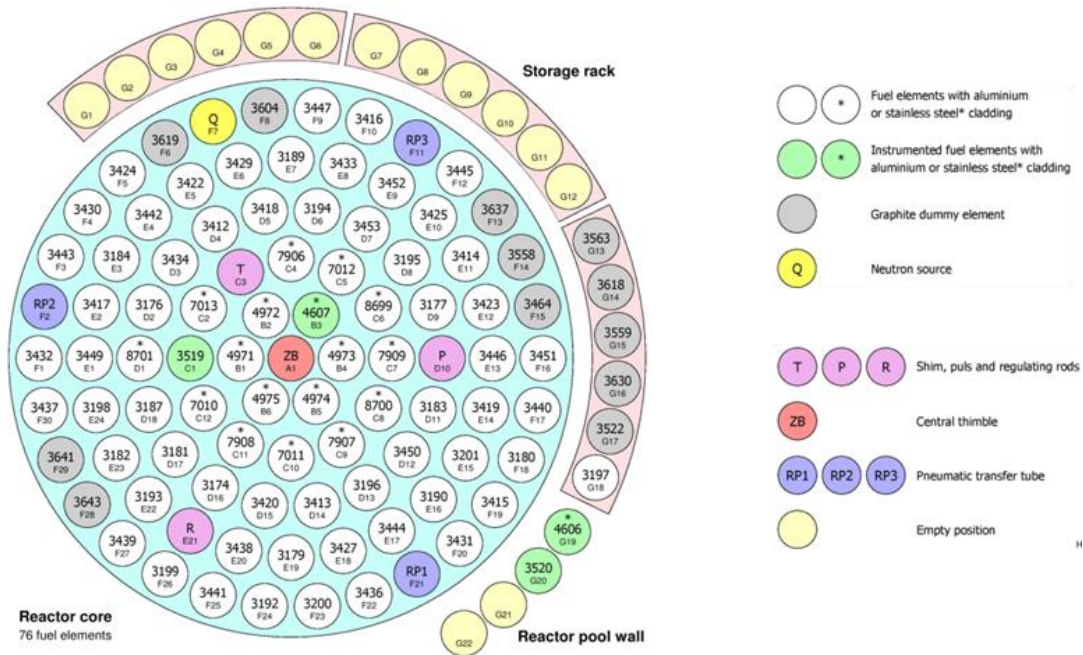 G1
G2
G3
G4
G5
G6
G7
G8
G9
G10
G11
G12
Storage rack
3604
F8
3447
F9
3416
F10
Q
F7
RP3
F11
3619
F6
3429
E6
3189
E7
3433
E8
3445
F12
3424
F5
3422
E5
3452
E9
3637
F13
3430
F4
3442
E4
3412
D4
3418
D5
3194
D6
3453
D7
3425
E10
3558
F14
3443
F3
3184
E3
3434
D3
T
C3
*
7906
C4
*
7012
C5
3195
D8
3414
E11
3464
F15
RP2
F2
3417
E2
3176
D2
*
7013
C2
*
4972
B2
*
4607
B3
*
8699
C6
3177
D9
3423
E12
3432
F1
3449
E1
*
8701
D1
3519
C1
*
4971
B1
ZB
A1
*
4973
B4
*
7909
C7
P
D10
3446
E13
3451
F16
3437
F30
3198
E24
3187
D18
*
7010
C12
*
4975
B6
*
4974
B5
*
8700
C8
3183
D11
3419
E14
3440
F17
3641
F29
3182
E23
3181
D17
*
7908
C11
*
7011
C10
*
7907
C9
3450
D12
3201
E15
3180
F18
3643
F28
3193
E22
3174
D16
3420
D15
3413
D14
3196
D13
3190
E16
3415
F19
3439
F27
R
E21
3438
E20
3179
E19
3427
E18
3444
E17
3431
F20
3199
F26
3441
F25
3192
F24
3200
F23
3436
F22
RP1
F21
3563
G13
3618
G14
3559
G15
3630
G16
3522
G17
3197
G18
*
4606
G19
3520
G20
G21
G22
Reactor core
76 fuel elements
Reactor pool wall
*
Fuel elements with aluminium
or stainless steel* cladding
*
Instrumented fuel elements with
aluminium or stainless steel* cladding
Graphite dummy element
Q
Neutron source
T P R
Shim, puls and regulating rods
ZB
Central thimble
RP1 RP2 RP3
Pneumatic transfer tube
Empty position
H